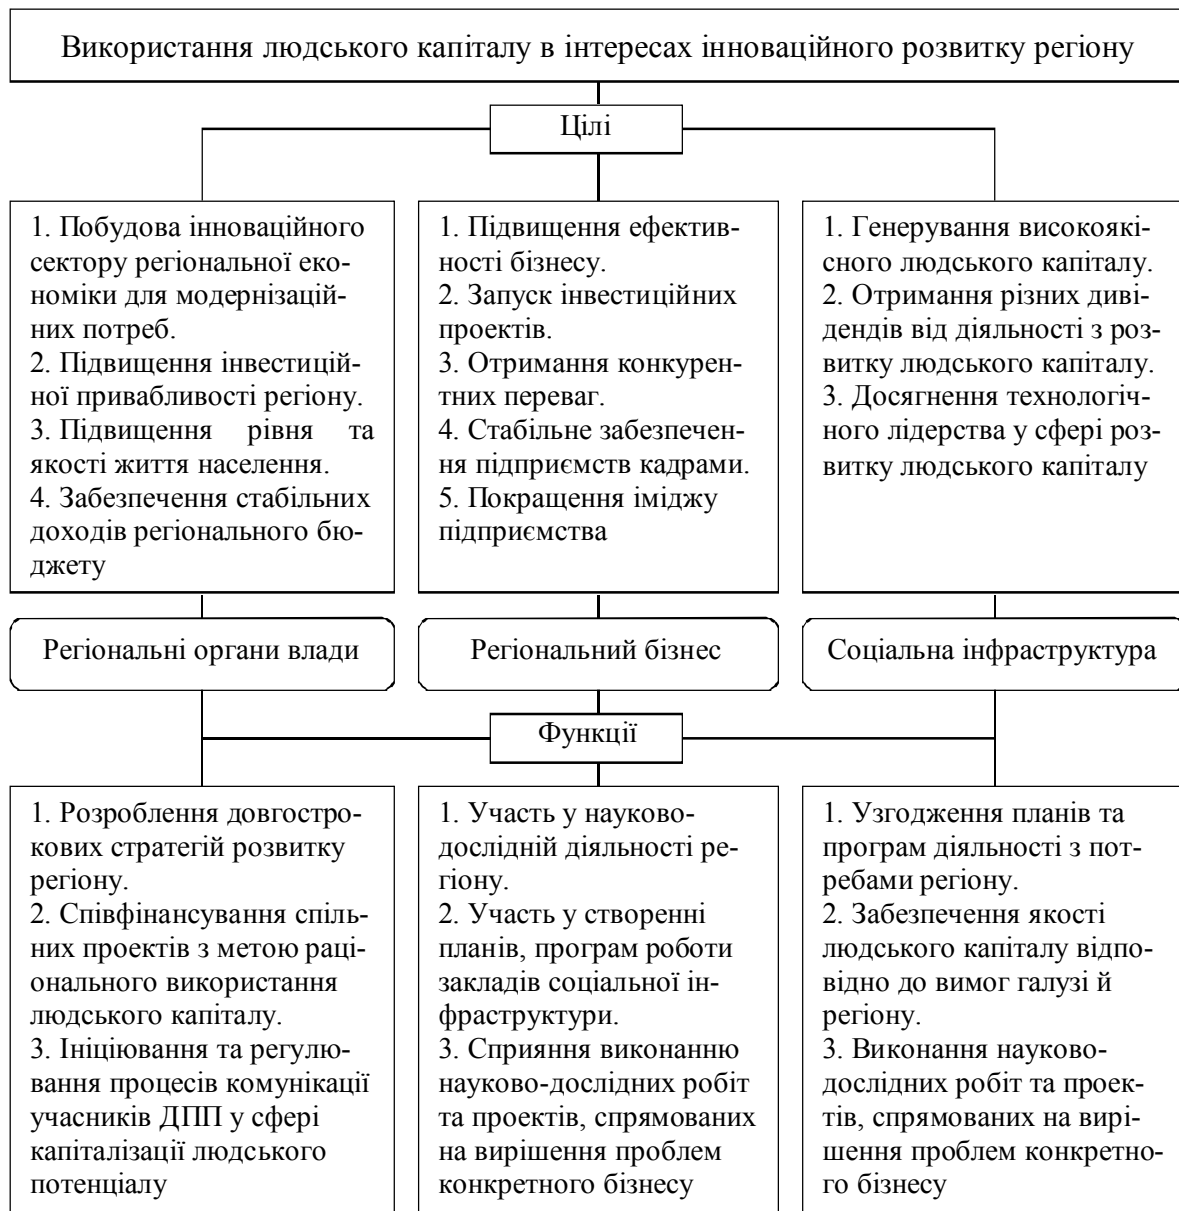 Використання людського капіталу в інтересах інноваційного розвитку регіону
Цілі
1. Побудова інноваційного
сектору регіональної еко-
номіки для модернізацій-
них потреб.
2. Підвищення інвестицій-
ної привабливості регіону.
3. Підвищення рівня та
якості життя населення.
4. Забезпечення стабільних
доходів регіонального бю-
джету
1. Підвищення ефектив-
ності бізнесу.
2. Запуск інвестиційних
проектів.
3. Отримання конкурен-
тних переваг.
4. Стабільне забезпечен-
ня підприємств кадрами.
5. Покращення іміджу
підприємства
1. Генерування високоякі-
сного людського капіталу.
2. Отримання різних диві-
дендів від діяльності з роз-
витку людського капіталу.
3. Досягнення технологіч-
ного лідерства у сфері роз-
витку людського капіталу
Регіональні органи влади
Регіональний бізнес
Соціальна інфраструктура
Функції
1. Розроблення довгостро-
кових стратегій розвитку
регіону.
2. Співфінансування спіль-
них проектів з метою раці-
онального використання
людського капіталу.
3. Ініціювання та регулю-
вання процесів комунікації
учасників ДПП у сфері
капіталізації людського
потенціалу
1. Участь у науково-
дослідній діяльності ре-
гіону.
2. Участь у створенні
планів, програм роботи
закладів соціальної ін-
фраструктури.
3. Сприяння виконанню
науково-дослідних робіт
та проектів, спрямованих
на вирішення проблем
конкретного бізнесу
1. Узгодження планів та
програм діяльності з пот-
ребами регіону.
2. Забезпечення якості
людського капіталу відпо-
відно до вимог галузі й
регіону.
3. Виконання науково-
дослідних робіт та проек-
тів, спрямованих на вирі-
шення проблем конкретно-
го бізнесу